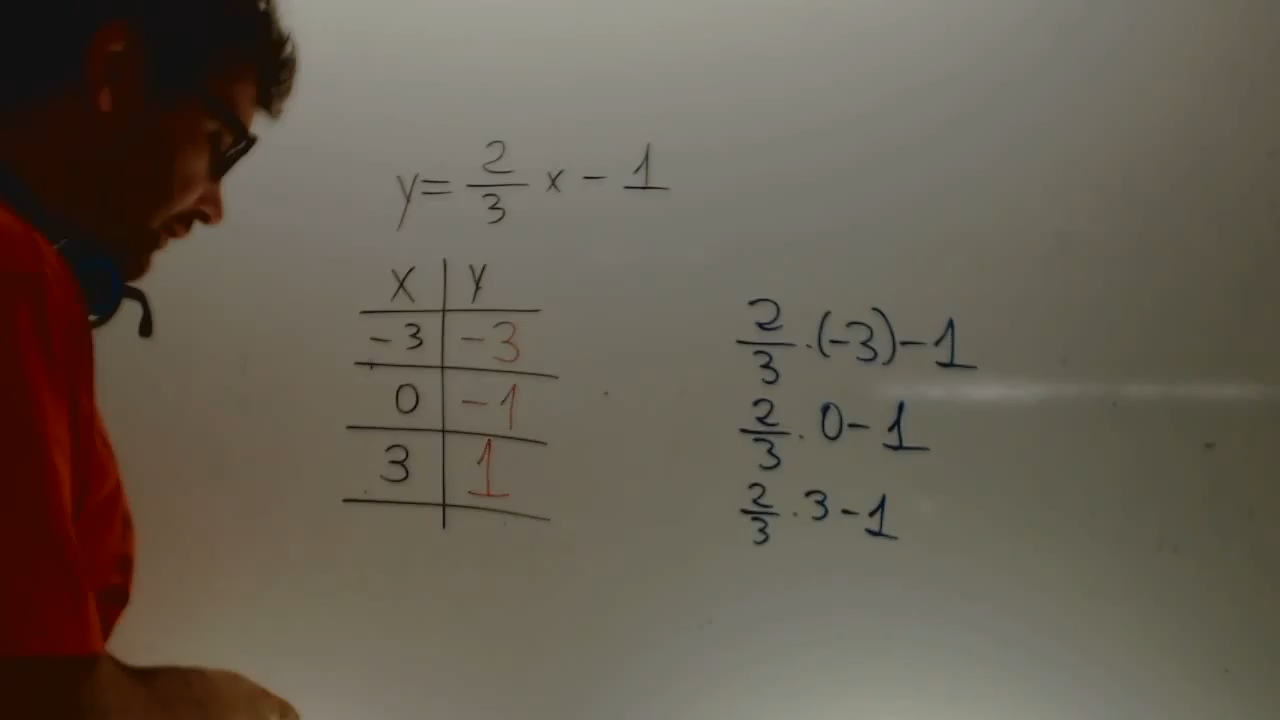 y = 2/3 x - 1
x | y
-3 | -3
0 | -1
3 | 1
2/3 · (-3) - 1
2/3 · 0 - 1
2/3 · 3 - 1